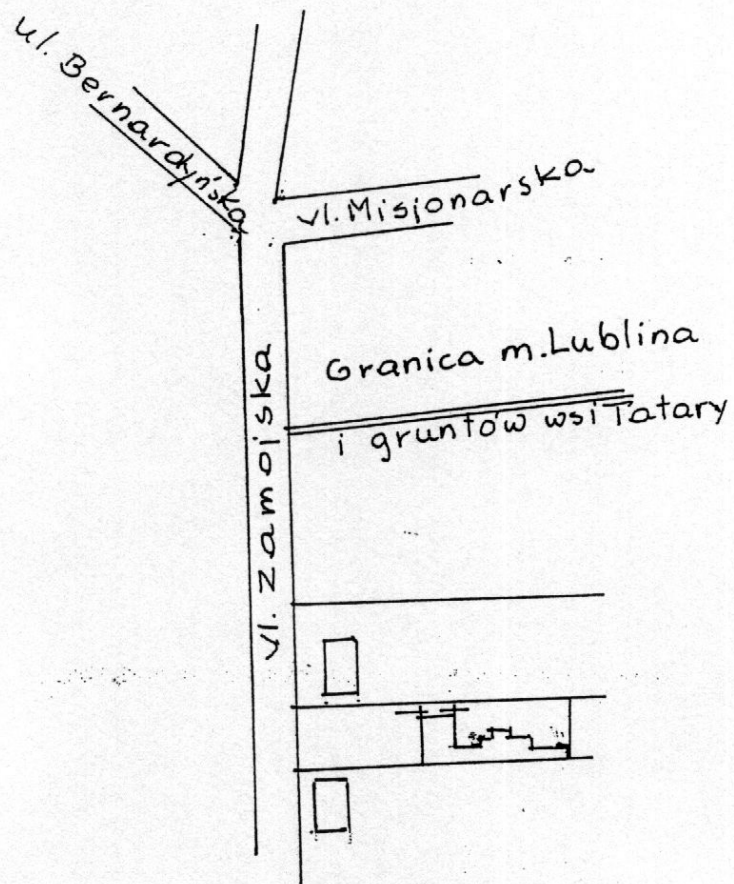 ul. Bernardyńska
ul. Misjonarska
Granica m. Lublina
i gruntów wsi Tatary
ul. Zamojska